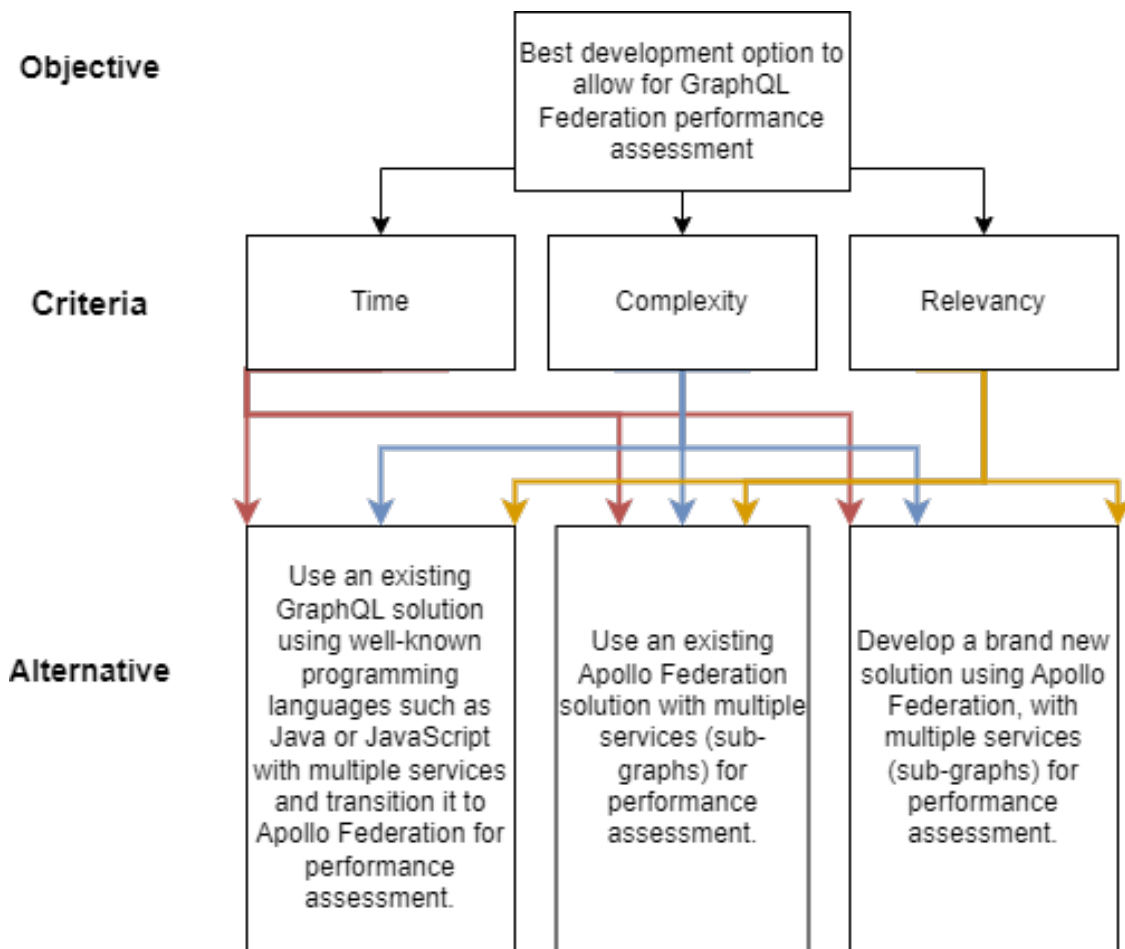 Objective
Best development option to
allow for GraphQL
Federation performance
assessment
Criteria
Time
Complexity
Relevancy
Alternative
Use an existing
GraphQL solution
using well-known
programming
languages such as
Java or JavaScript
with multiple services
and transition it to
Apollo Federation for
performance
assessment.
Use an existing
Apollo Federation
solution with multiple
services (sub-
graphs) for
performance
assessment.
Develop a brand new
solution using Apollo
Federation, with
multiple services
(sub-graphs) for
performance
assessment.